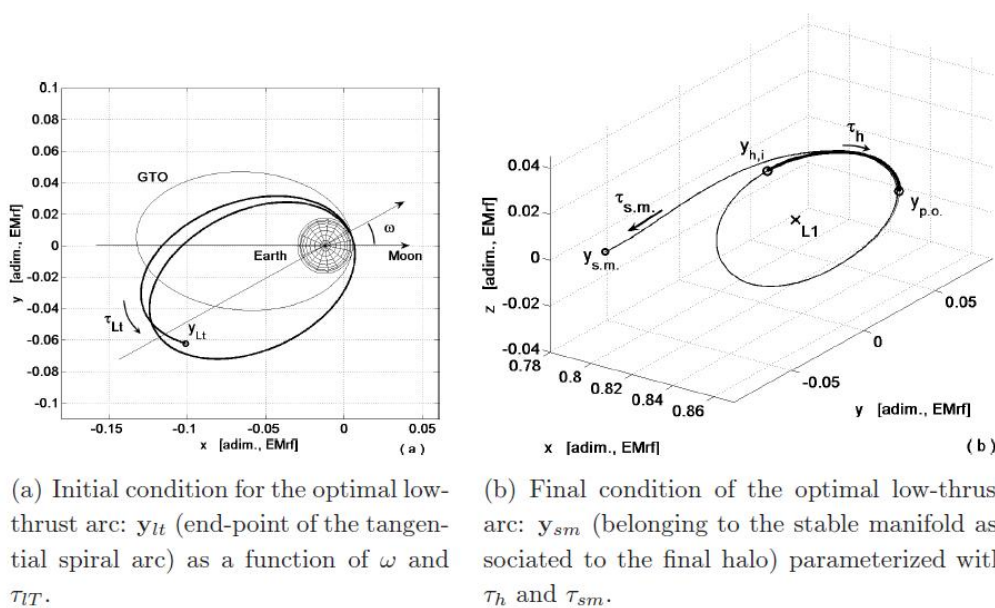 0.1
0.08
0.06
0.04
0.02
0
-0.02
-0.04
-0.06
-0.08
-0.1
y [adim., EMrf]
GTO
Earth
Moon
ω
τLt
yLt
-0.15
-0.1
-0.05
0
0.05
x [adim., EMrf]
(a)
0.04
0.02
0
-0.02
-0.04
z [adim., EMrf]
τh
yh,i
τs.m.
ys.m.
yp.o.
L1
0.78
0.8
0.82
0.84
0.86
-0.05
0
0.05
y [adim., EMrf]
x [adim., EMrf]
(b)
(a) Initial condition for the optimal low-
thrust arc: ylt (end-point of the tangen-
tial spiral arc) as a function of ω and
τlT.
(b) Final condition of the optimal low-thrus
arc: ysm (belonging to the stable manifold as
sociated to the final halo) parameterized wit
τh and τsm.